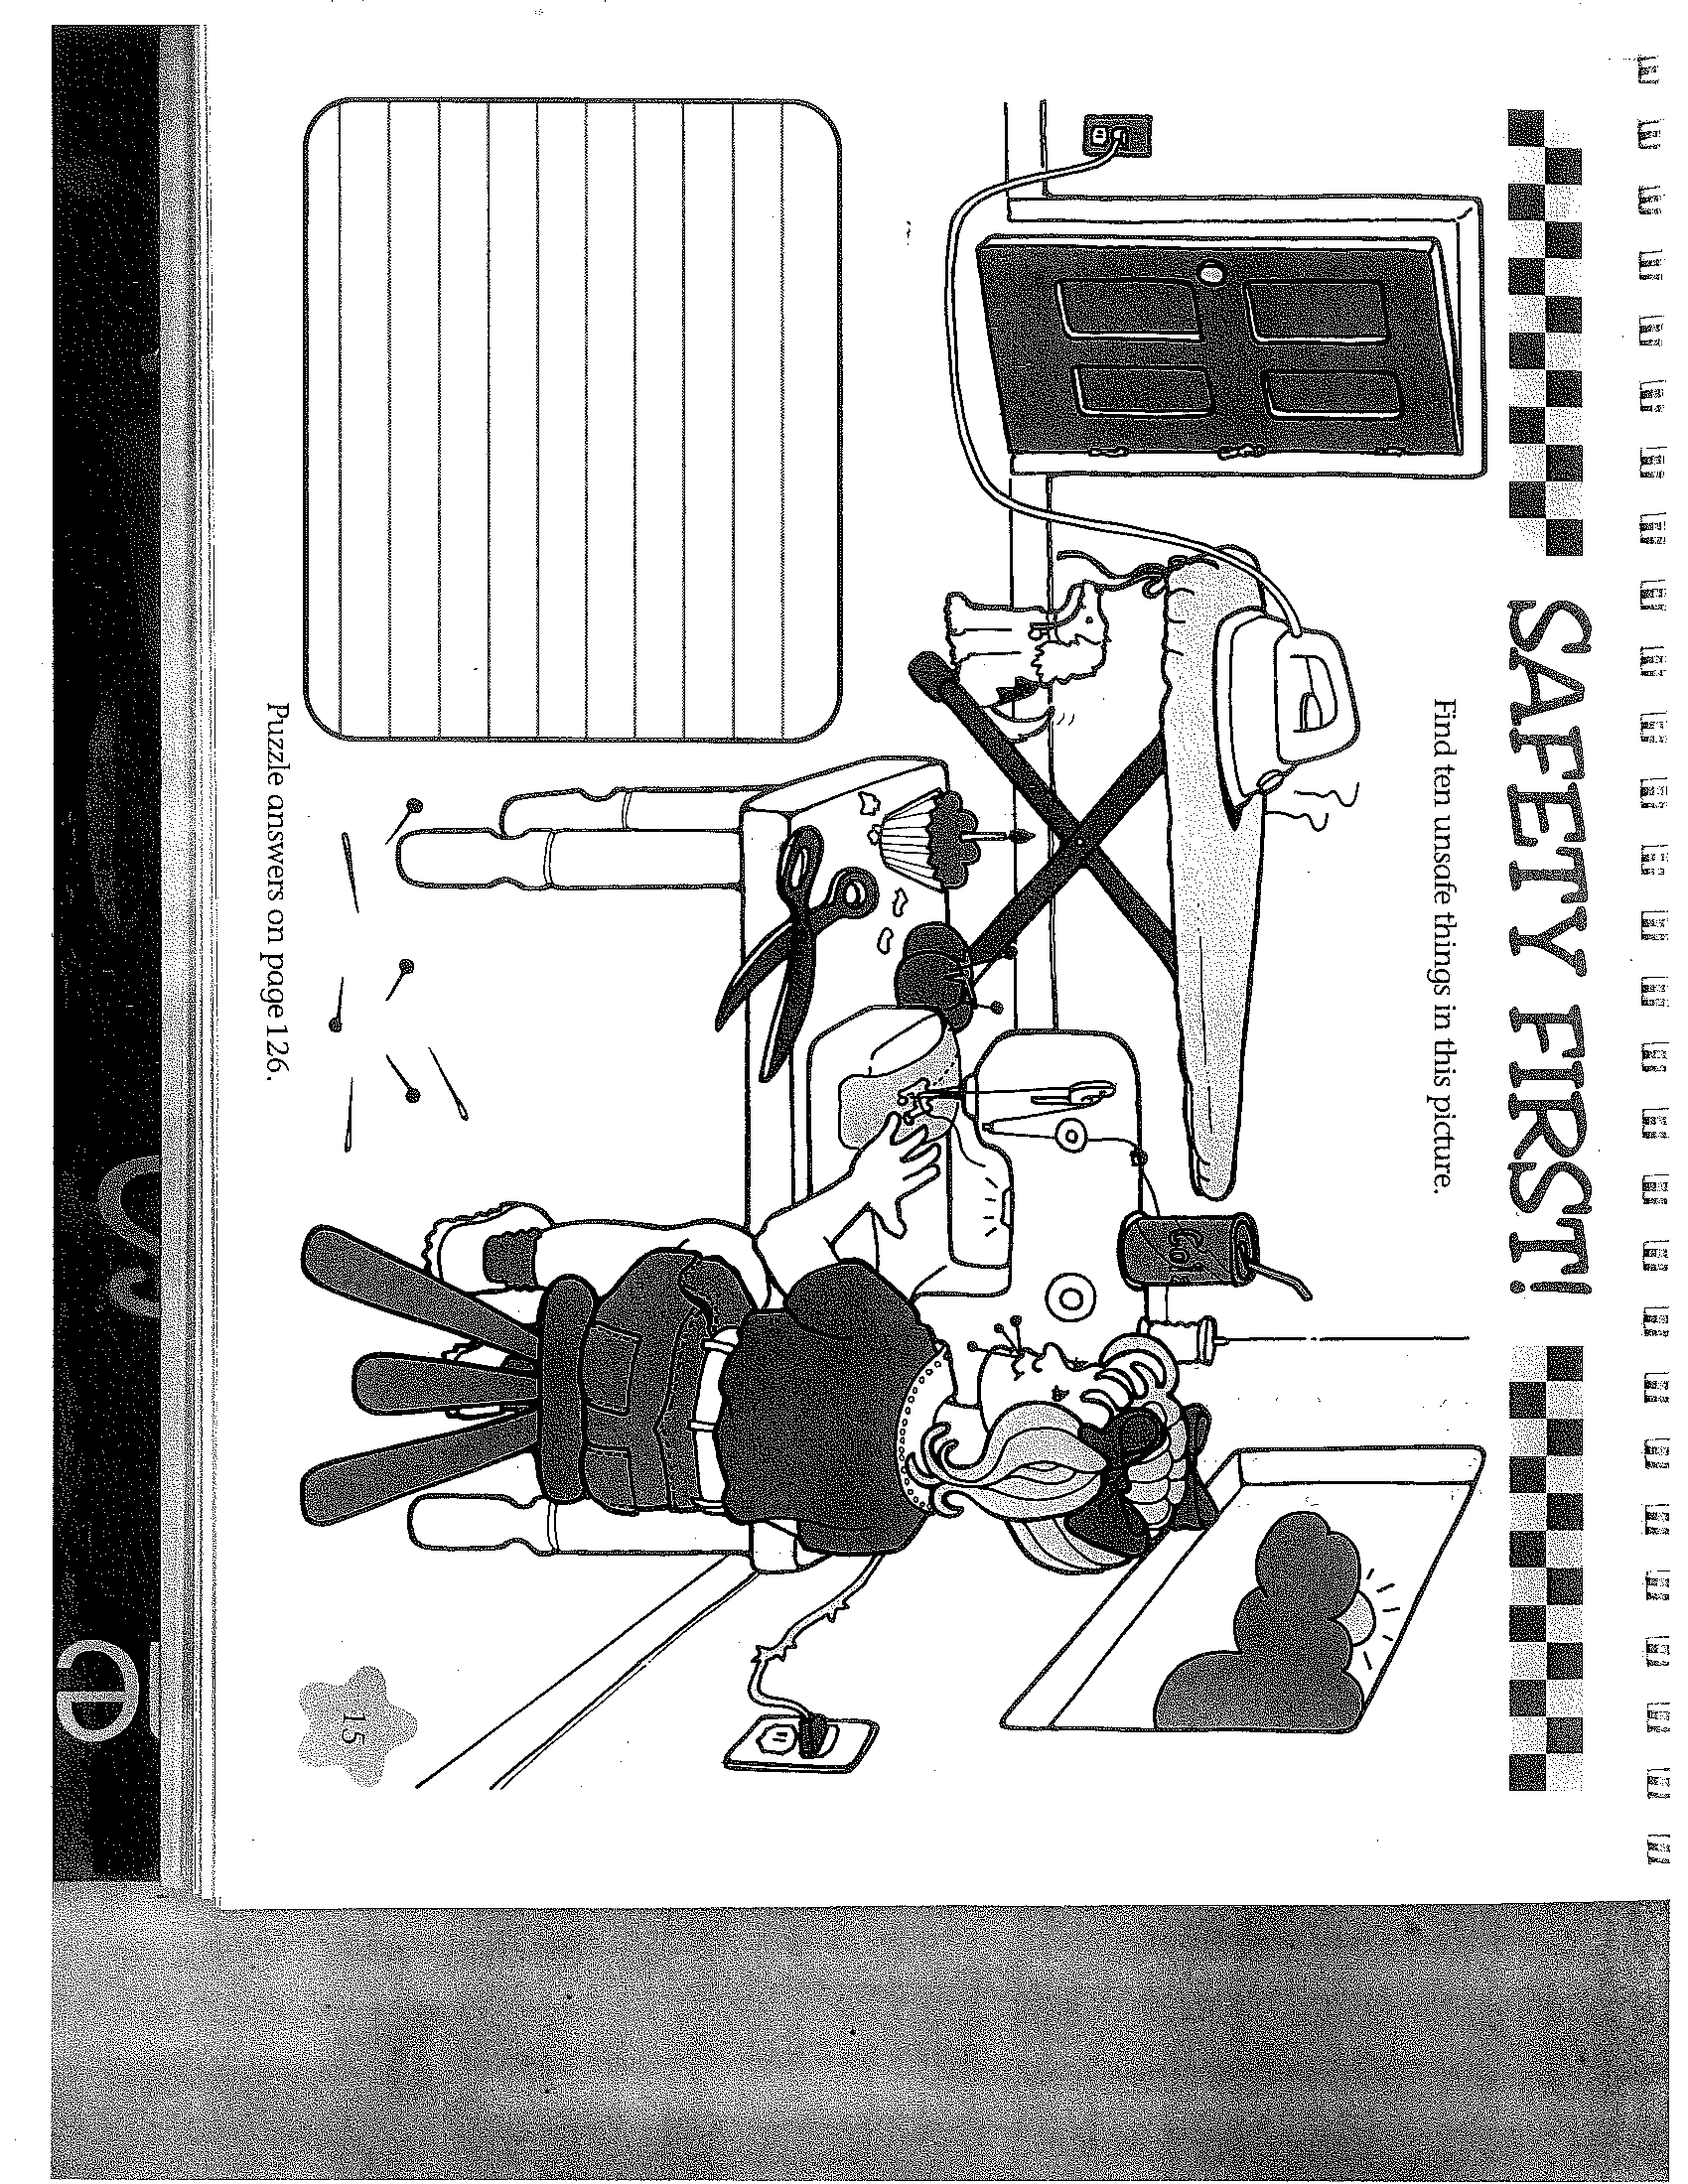 SAFETY FIRST!
Find ten unsafe things in this picture.
Puzzle answers on page 126.
15